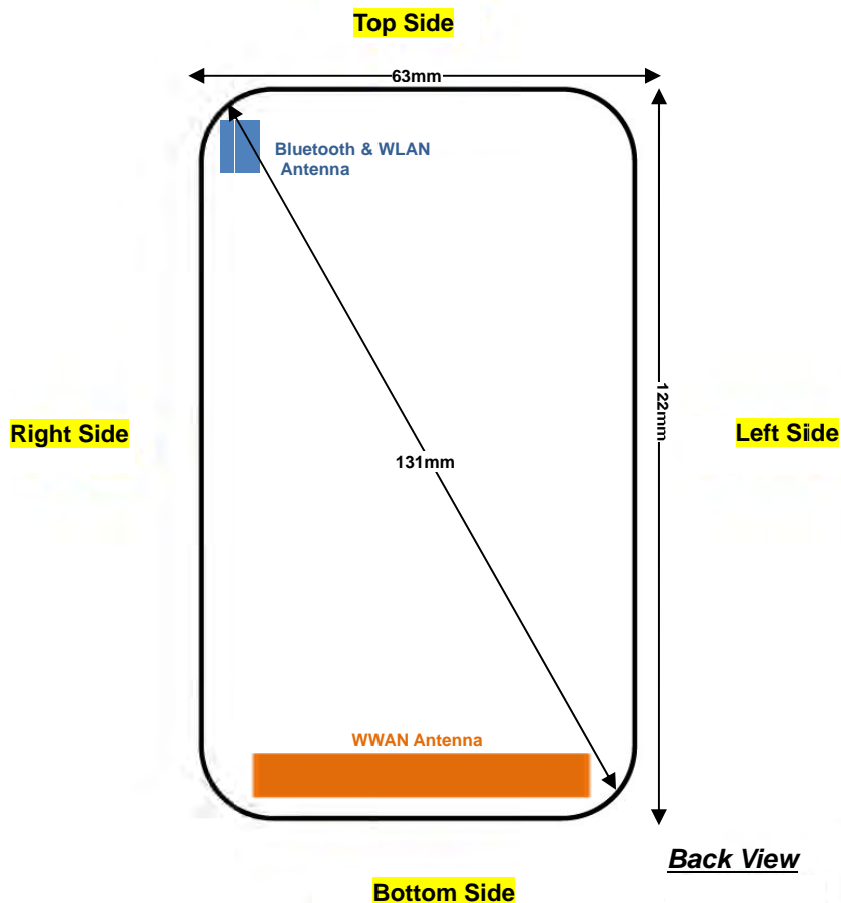 Top Side
63mm
Bluetooth & WLAN
Antenna
122mm
Right Side
Left Side
131mm
WWAN Antenna
Back View
Bottom Side